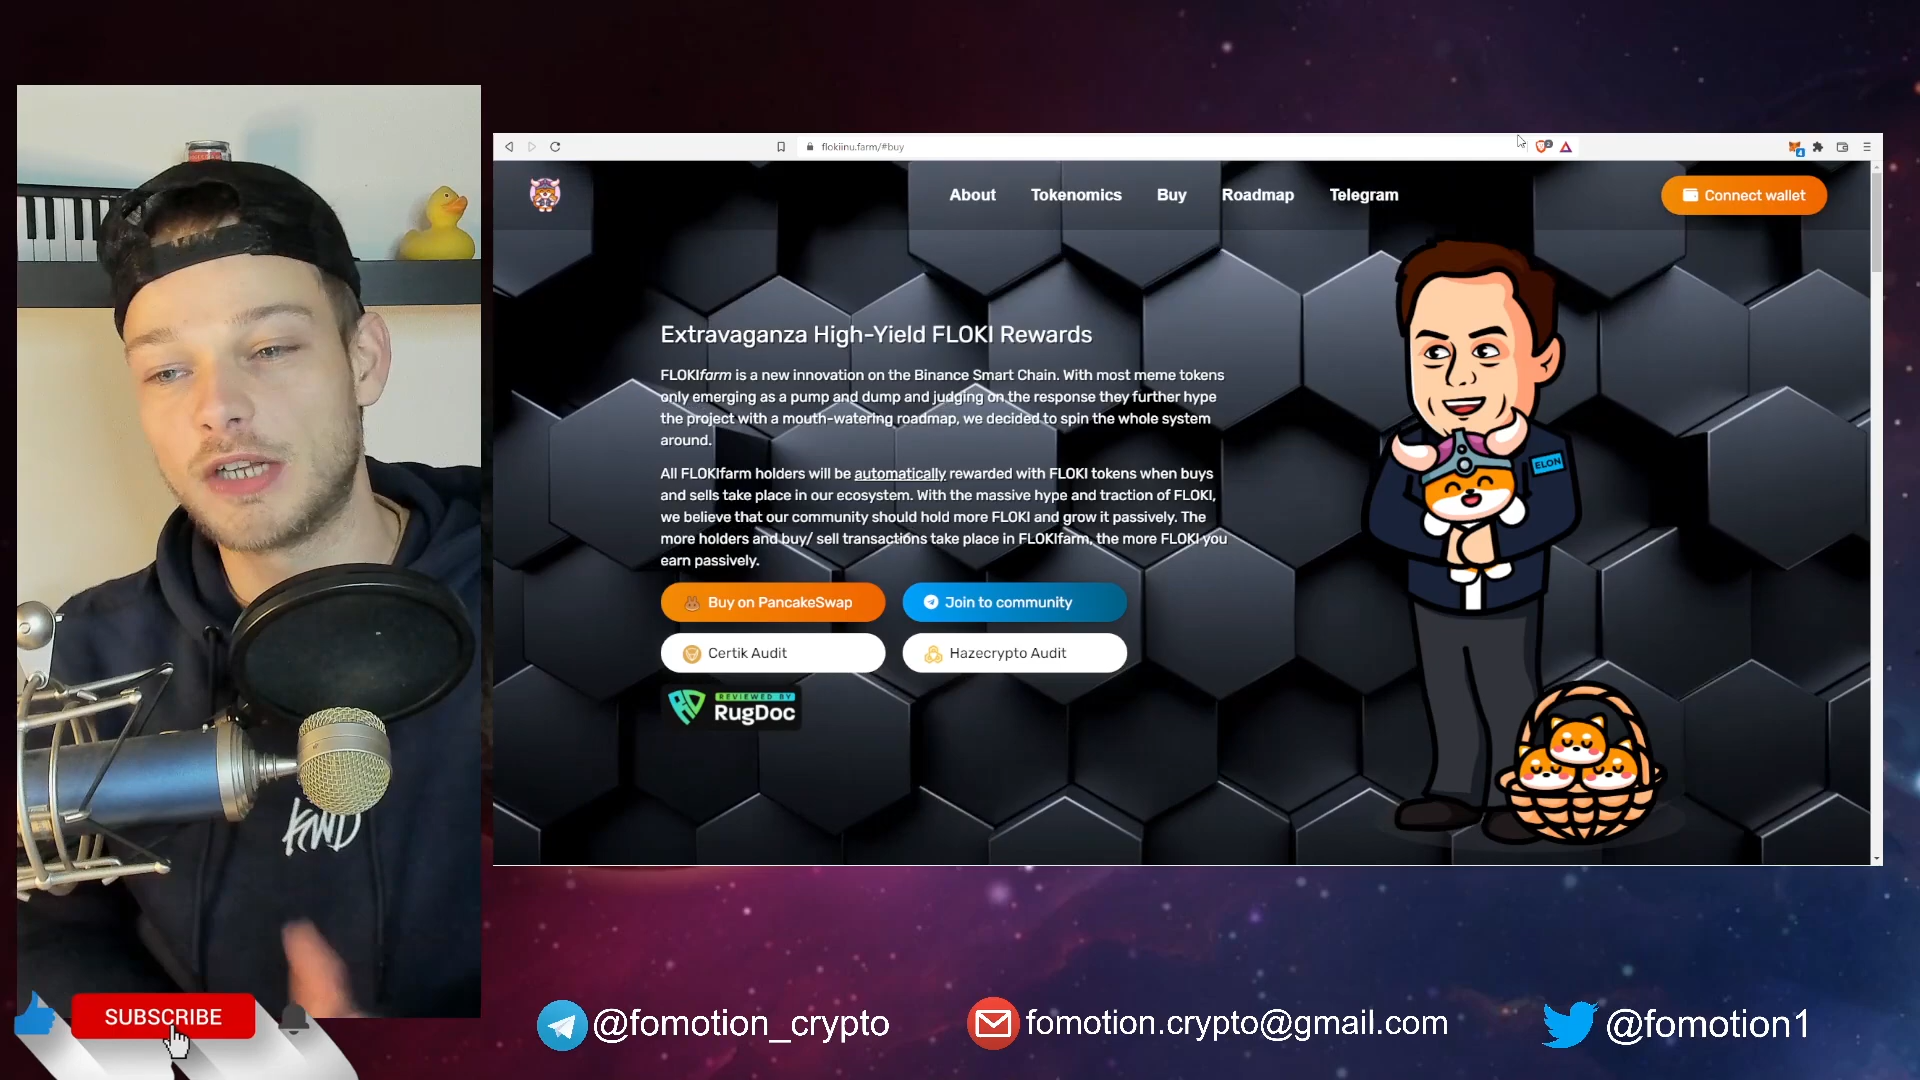 flokiinu.farm/#buy
About
Tokenomics
Buy
Roadmap
Telegram
Connect wallet
Extravaganza High-Yield FLOKI Rewards
FLOKIfarm is a new innovation on the Binance Smart Chain. With most meme tokens
only emerging as a pump and dump and judging on the response they further hype
the project with a mouth-watering roadmap, we decided to spin the whole system
around.
All FLOKIfarm holders will be automatically rewarded with FLOKI tokens when buys
and sells take place in our ecosystem. With the massive hype and traction of FLOKI,
we believe that our community should hold more FLOKI and grow it passively. The
more holders and buy/ sell transactions take place in FLOKIfarm, the more FLOKI you
earn passively.
Buy on PancakeSwap
Join to community
Certik Audit
Hazecrypto Audit
REVIEWED BY
RugDoc
ELON
KWD
SUBSCRIBE
@fomotion_crypto
fomotion.crypto@gmail.com
@fomotion1